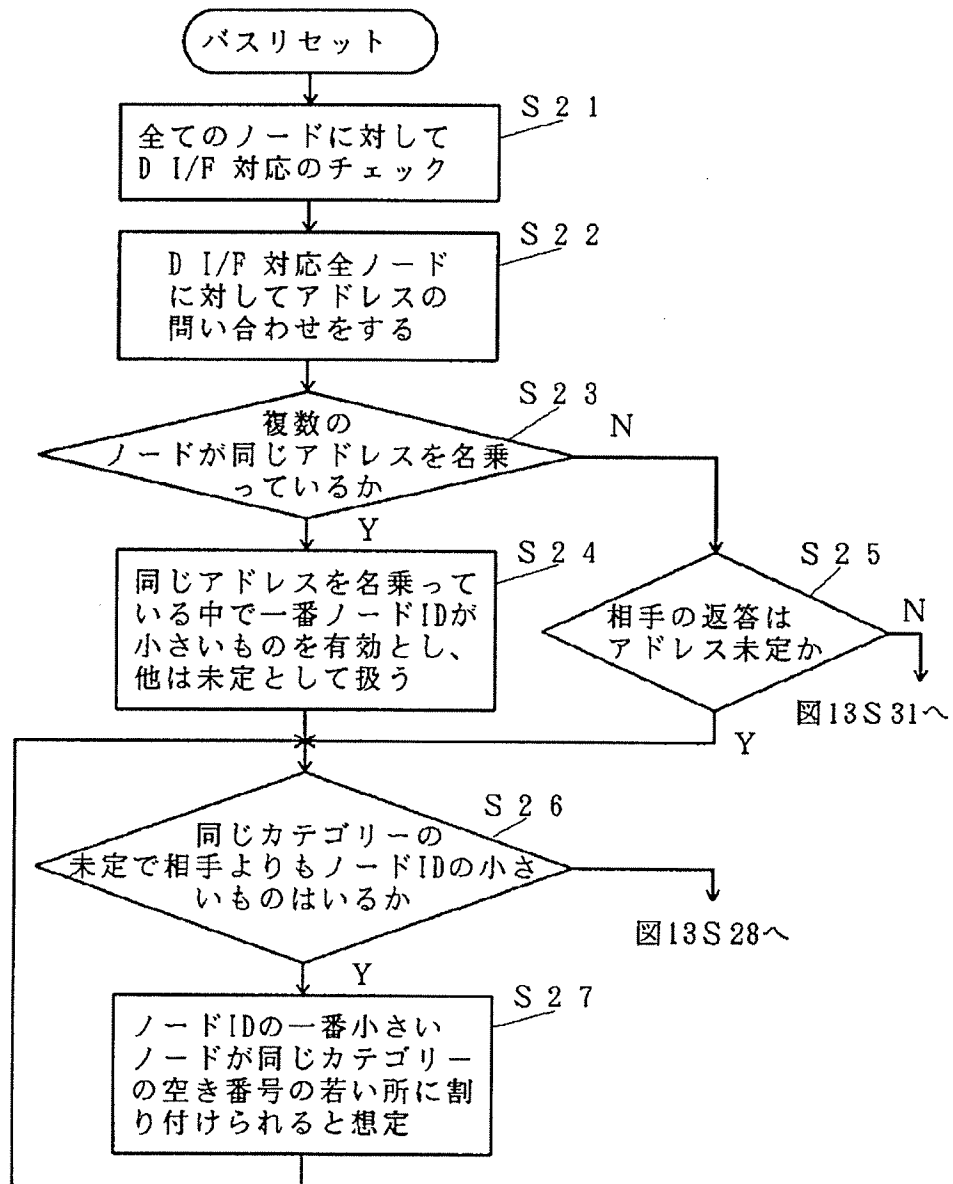 バスリセット
S21
全てのノードに対して
D I/F 対応のチェック
S22
D I/F 対応全ノード
に対してアドレスの
問い合わせをする
S23
複数の
ノードが同じアドレスを名乗
っているか
N
Y
S24
同じアドレスを名乗って
いる中で一番ノードIDが
小さいものを有効とし、
他は未定として扱う
S25
相手の返答は
アドレス未定か
N
図13S31へ
Y
S26
同じカテゴリーの
未定で相手よりもノードIDの小さ
いものはいるか
図13S28へ
Y
S27
ノードIDの一番小さい
ノードが同じカテゴリー
の空き番号の若い所に割
り付けられると想定